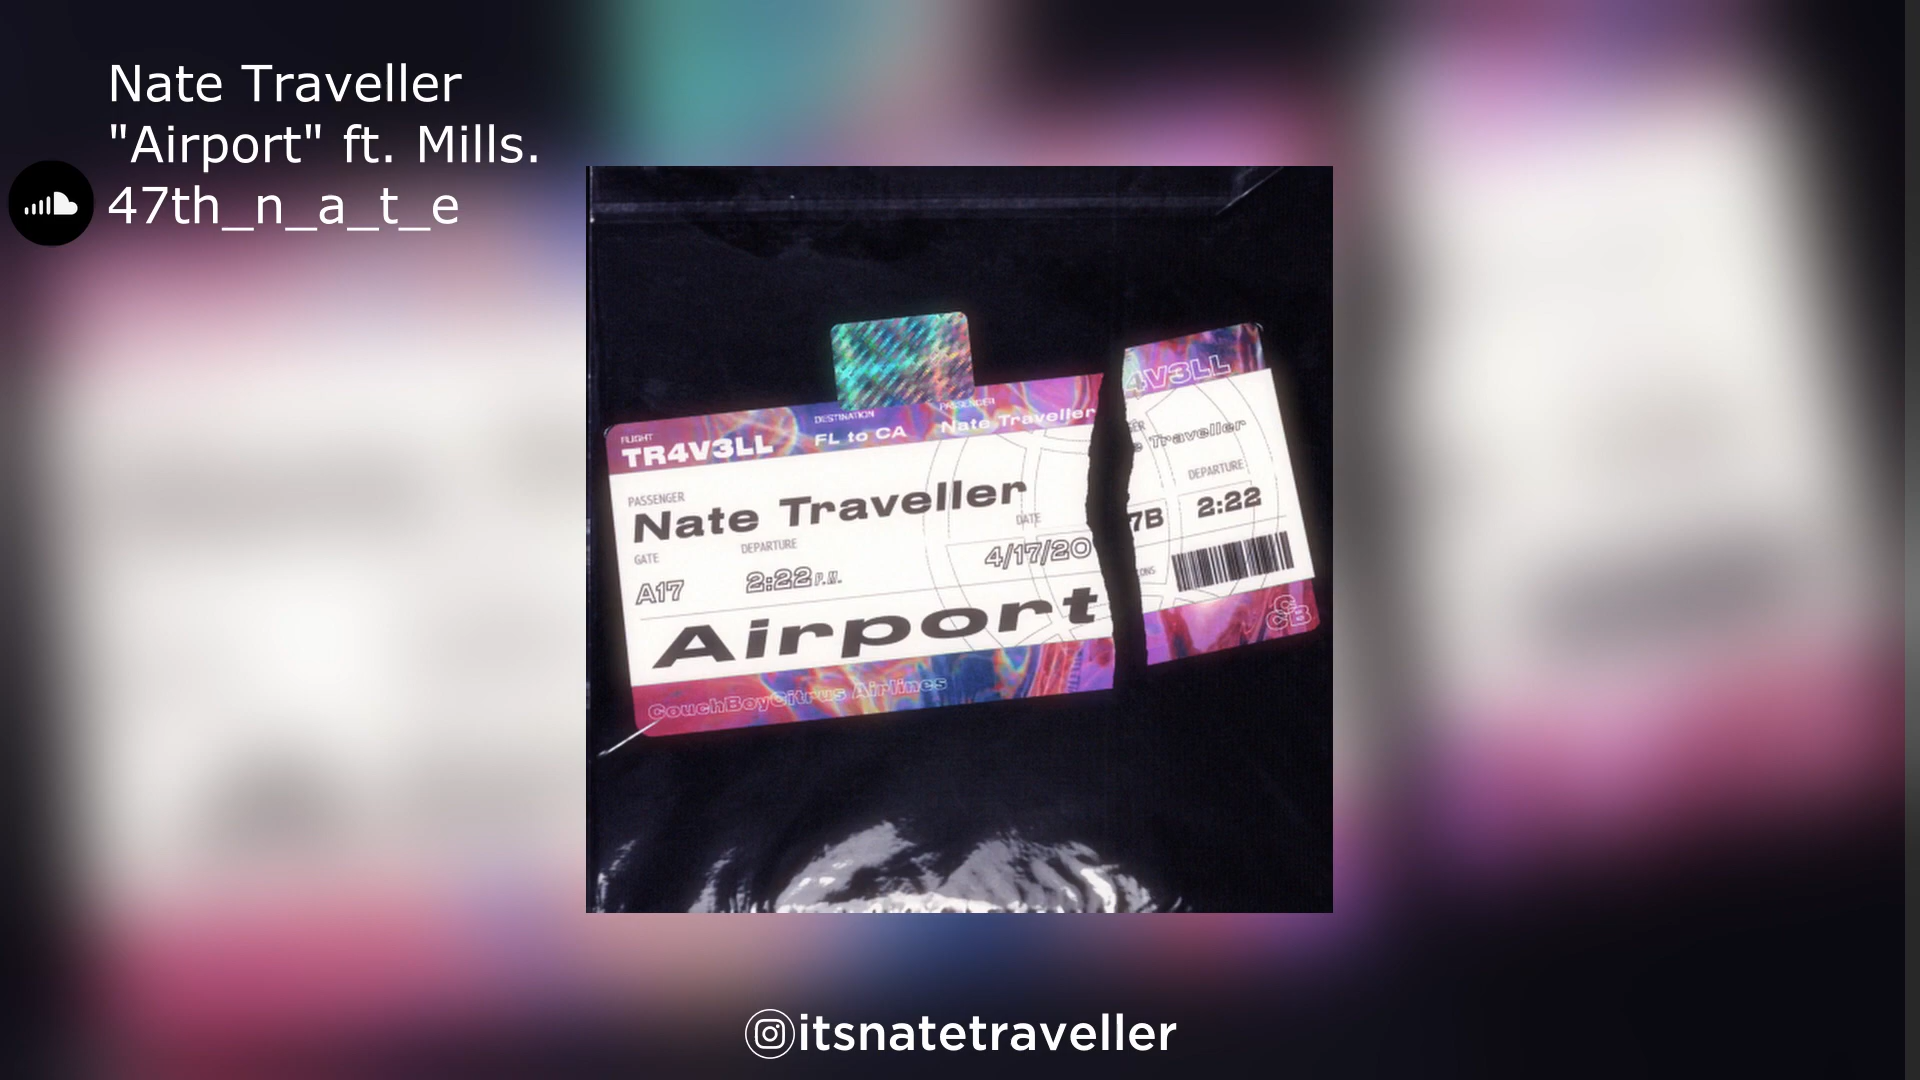 Nate Traveller
"Airport" ft. Mills.
47th_n_a_t_e
FLIGHT
TR4V3LL
DESTINATION
FL to CA
PASSENGER
Nate Traveller
PASSENGER
Nate Traveller
GATE
A17
DEPARTURE
2:22 P.M.
DATE
4/17/20
Airport
CouchBoyCitrus Airlines
4V3LL
GER
e Traveller
7B
DEPARTURE
2:22
IONS
C
CB
itsnatetraveller